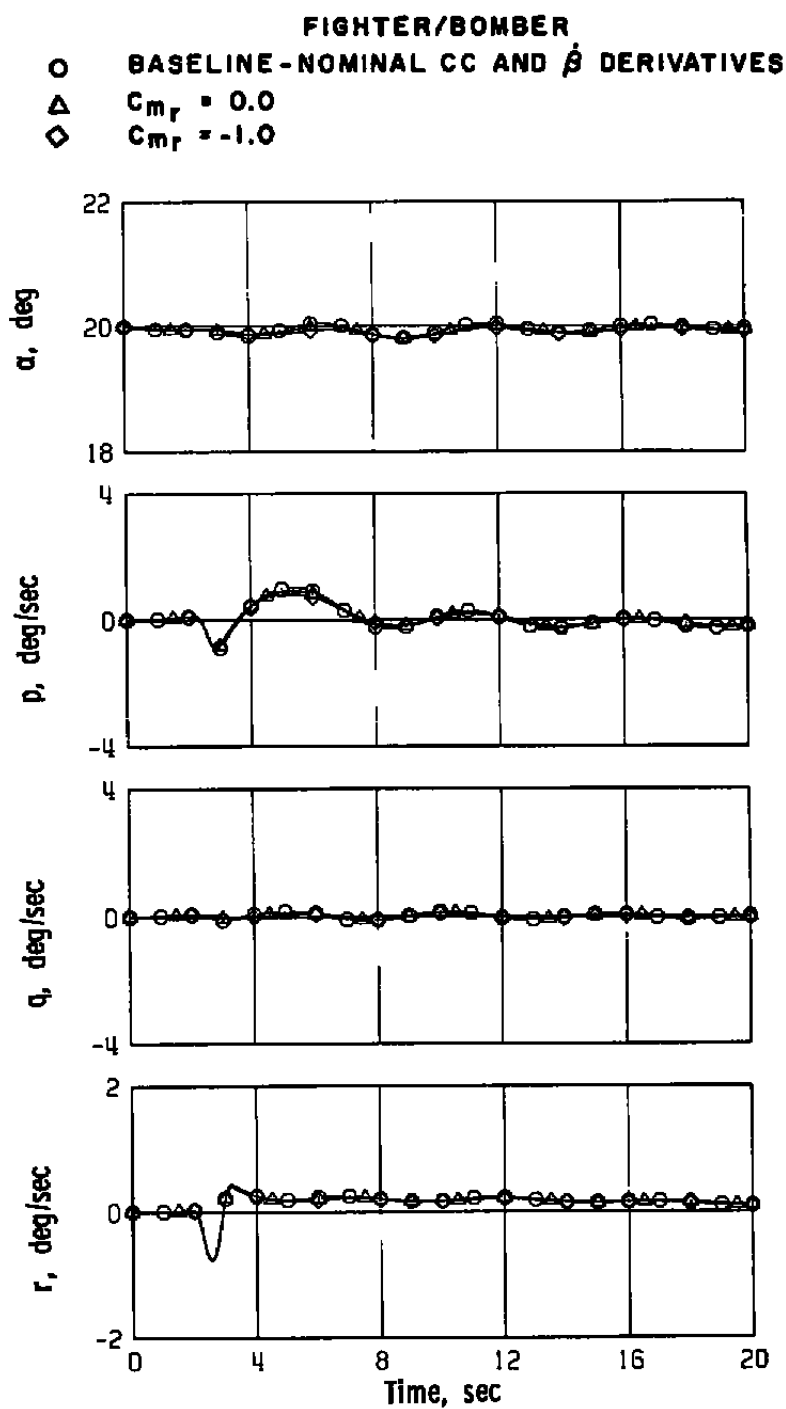 FIGHTER/BOMBER
BASELINE-NOMINAL CC AND β̇ DERIVATIVES
Cmr = 0.0
Cmr = -1.0
22
20
18
α, deg
4
0
-4
p, deg/sec
4
0
-4
q, deg/sec
2
0
-2
r, deg/sec
0 4 8 12 16 20
Time, sec